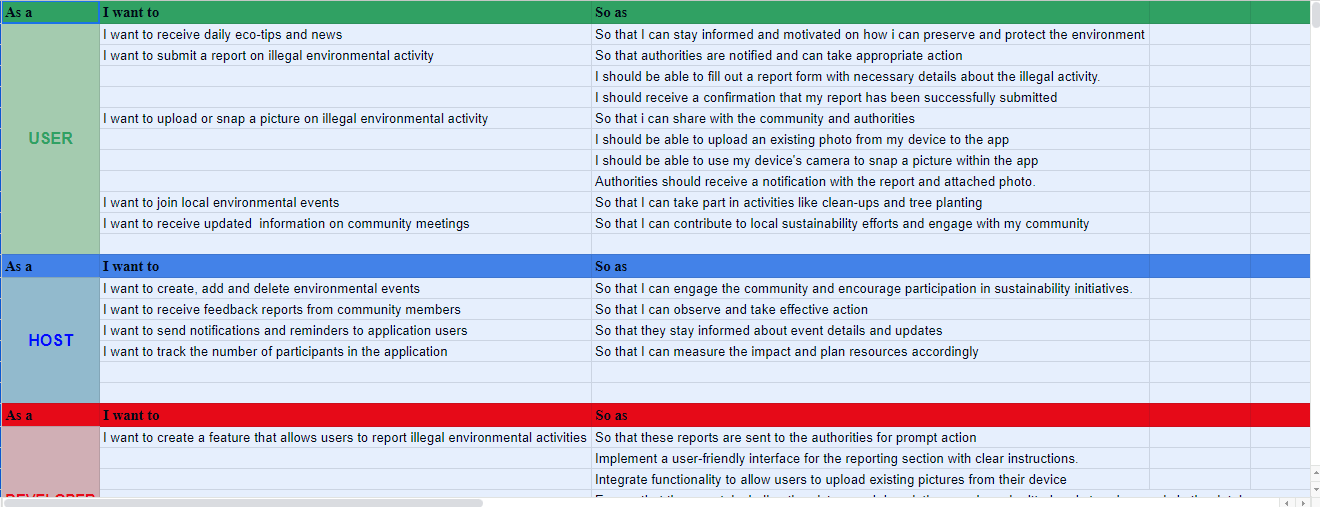 As a I want to So as
I want to receive daily eco-tips and news So that I can stay informed and motivated on how i can preserve and protect the environment
I want to submit a report on illegal environmental activity So that authorities are notified and can take appropriate action
I should be able to fill out a report form with necessary details about the illegal activity.
I should receive a confirmation that my report has been successfully submitted
I want to upload or snap a picture on illegal environmental activity So that i can share with the community and authorities
USER I should be able to upload an existing photo from my device to the app
I should be able to use my device's camera to snap a picture within the app
Authorities should receive a notification with the report and attached photo.
I want to join local environmental events So that I can take part in activities like clean-ups and tree planting
I want to receive updated  information on community meetings So that I can contribute to local sustainability efforts and engage with my community
As a I want to So as
I want to create, add and delete environmental events So that I can engage the community and encourage participation in sustainability initiatives.
I want to receive feedback reports from community members So that I can observe and take effective action
HOST I want to send notifications and reminders to application users So that they stay informed about event details and updates
I want to track the number of participants in the application So that I can measure the impact and plan resources accordingly
As a I want to So as
I want to create a feature that allows users to report illegal environmental activities So that these reports are sent to the authorities for prompt action
Implement a user-friendly interface for the reporting section with clear instructions.
Integrate functionality to allow users to upload existing pictures from their device
DEVELOPER